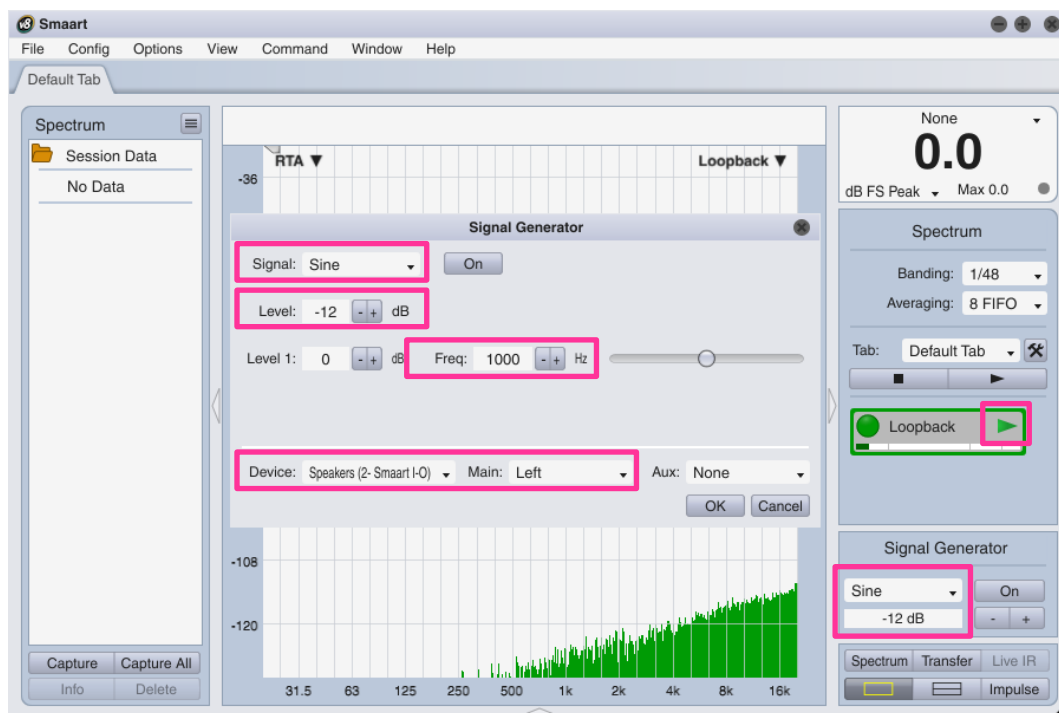 v8 Smaart
File Config Options View Command Window Help
Default Tab
Spectrum
Session Data
No Data
RTA ▼ Loopback ▼
-36
Signal Generator
Signal: Sine On
Level: -12 - + dB
Level 1: 0 - + dB Freq: 1000 - + Hz
Device: Speakers (2- Smaart I-O) Main: Left Aux: None
OK Cancel
-108
-120
31.5 63 125 250 500 1k 2k 4k 8k 16k
Capture Capture All
Info Delete
None
0.0
dB FS Peak Max 0.0
Spectrum
Banding: 1/48
Averaging: 8 FIFO
Tab: Default Tab
Loopback
Signal Generator
Sine On
-12 dB - +
Spectrum Transfer Live IR
Impulse